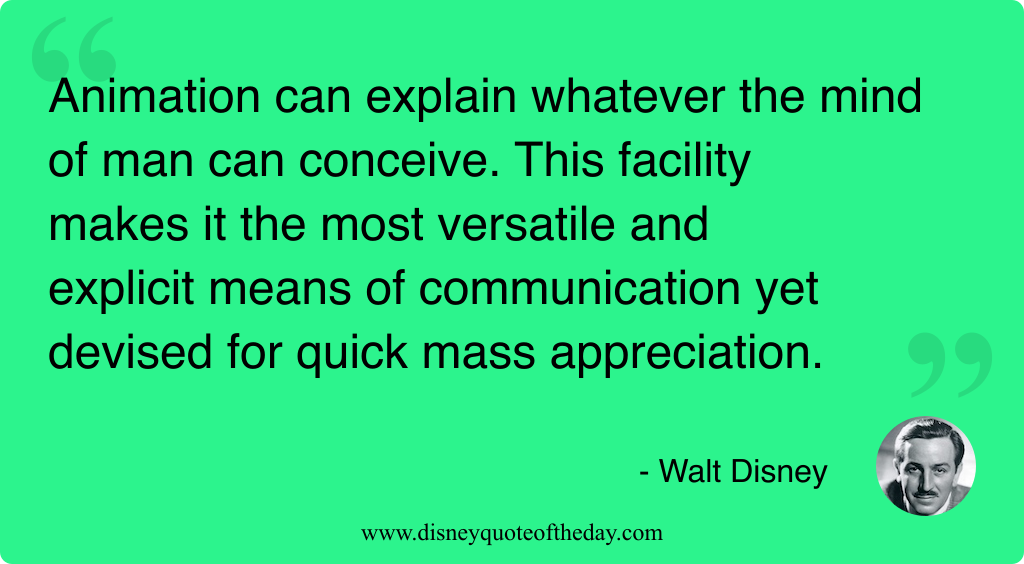 Animation can explain whatever the mind
of man can conceive. This facility
makes it the most versatile and
explicit means of communication yet
devised for quick mass appreciation.
- Walt Disney
www.disneyquoteoftheday.com